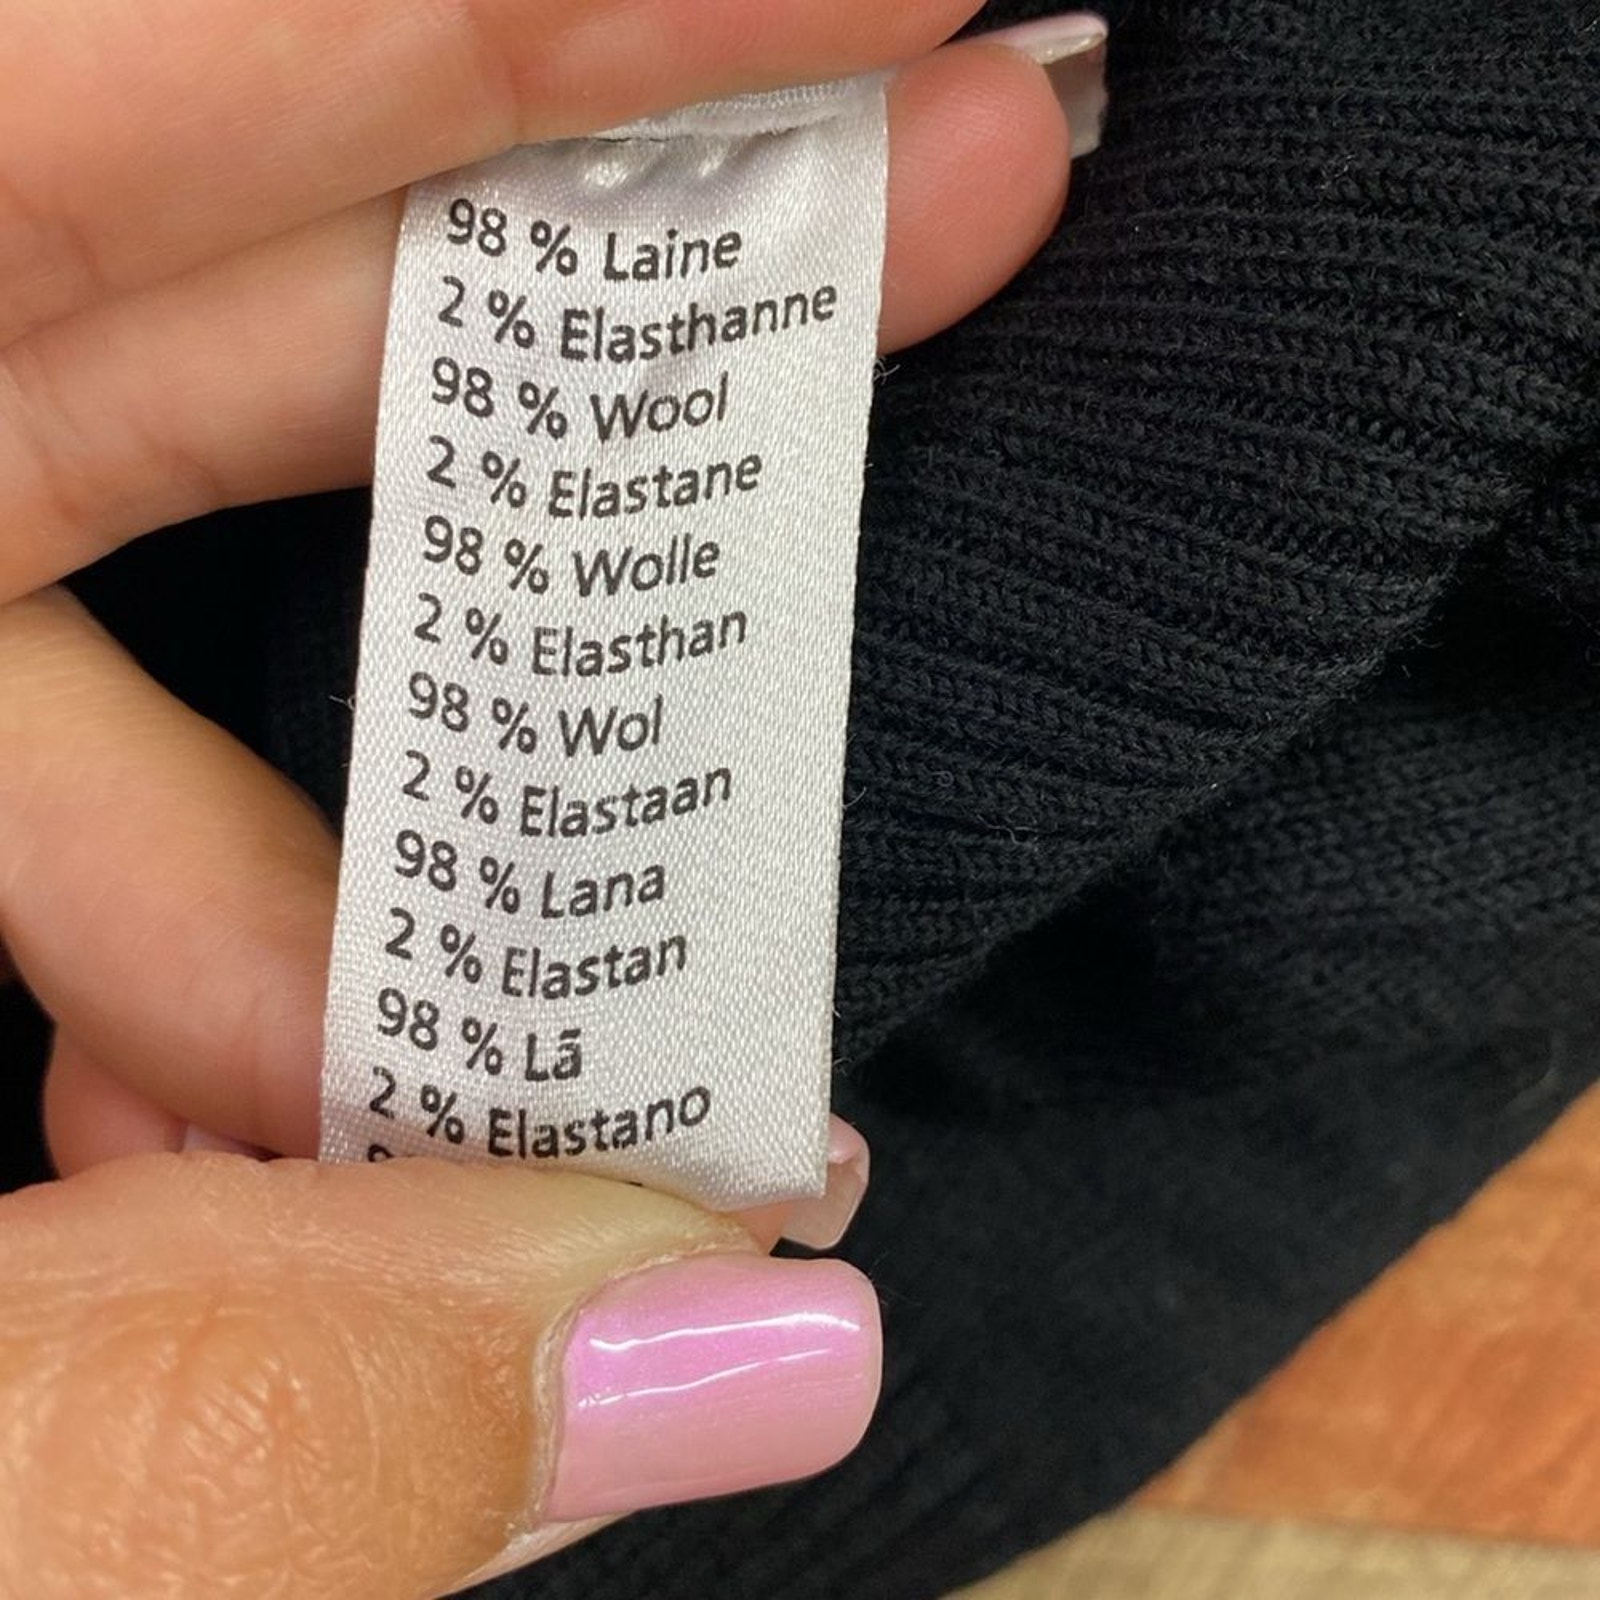 98 % Laine
2 % Elasthanne
98 % Wool
2 % Elastane
98 % Wolle
2 % Elasthan
98 % Wol
2 % Elastaan
98 % Lana
2 % Elastan
98 % Lã
2 % Elastano